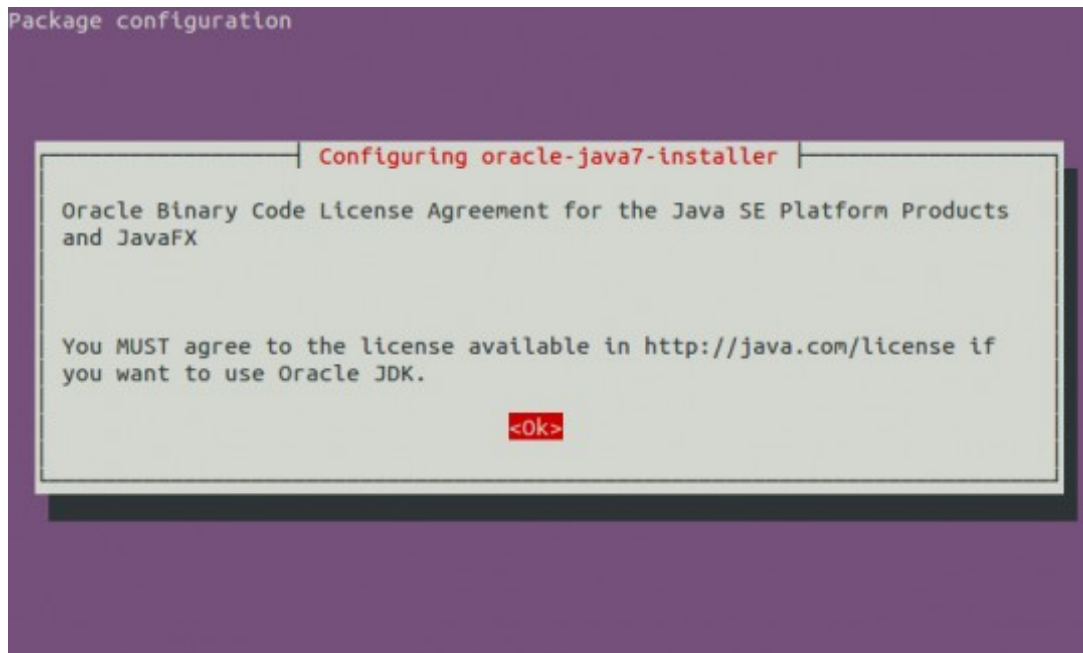 Package configuration
Configuring oracle-java7-installer
Oracle Binary Code License Agreement for the Java SE Platform Products
and JavaFX
You MUST agree to the license available in http://java.com/license if
you want to use Oracle JDK.
<Ok>